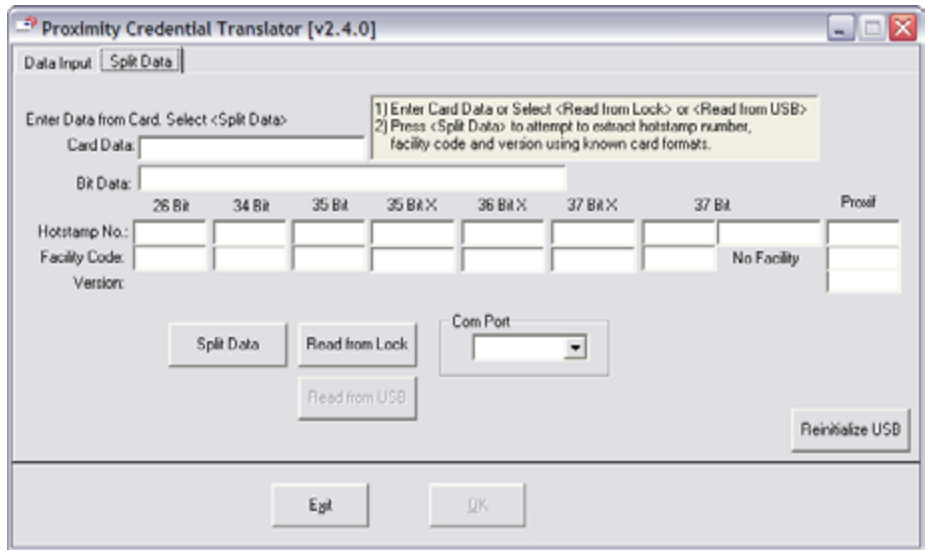 Proximity Credential Translator [v2.4.0]
Data Input Split Data
1) Enter Card Data or Select <Read from Lock> or <Read from USB>
2) Press <Split Data> to attempt to extract hotstamp number,
facility code and version using known card formats.
Enter Data from Card. Select <Split Data>
Card Data:
Bit Data:
26 Bit 34 Bit 35 Bit 35 Bit X 36 Bit X 37 Bit X 37 Bit Proxif
Hotstamp No.:
Facility Code: No Facility
Version:
Com Port
Split Data Read from Lock
Read from USB
Reinitialize USB
Exit OK